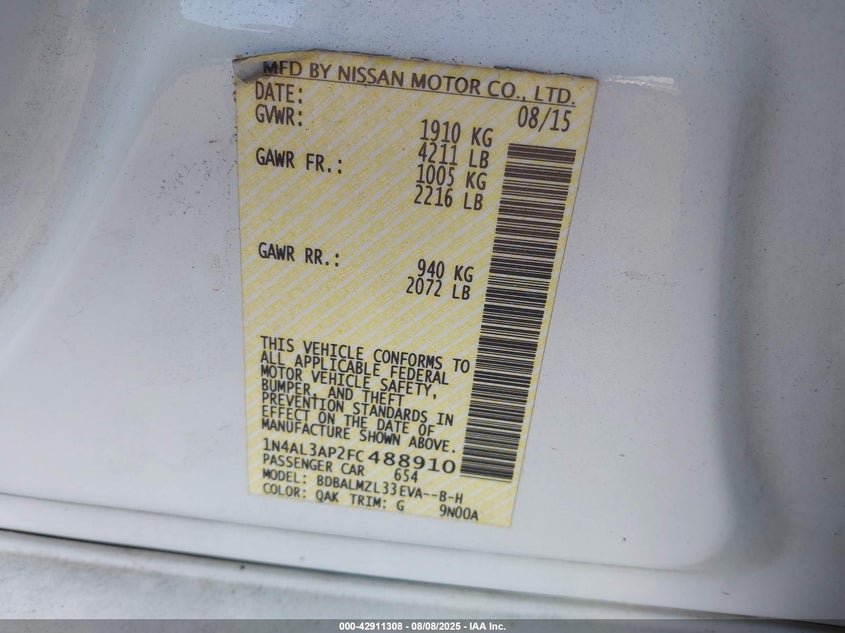 MFD BY NISSAN MOTOR CO., LTD.
DATE: 08/15
GVWR: 1910 KG
4211 LB
GAWR FR.: 1005 KG
2216 LB
GAWR RR.: 940 KG
2072 LB
THIS VEHICLE CONFORMS TO
ALL APPLICABLE FEDERAL
MOTOR VEHICLE SAFETY,
BUMPER, AND THEFT
PREVENTION STANDARDS IN
EFFECT ON THE DATE OF
MANUFACTURE SHOWN ABOVE.
1N4AL3AP2FC488910
PASSENGER CAR 654
MODEL: BDBALMZL33EVA--B-H
COLOR: QAK TRIM: G 9N00A
000-42911308 - 08/08/2025 - IAA Inc.